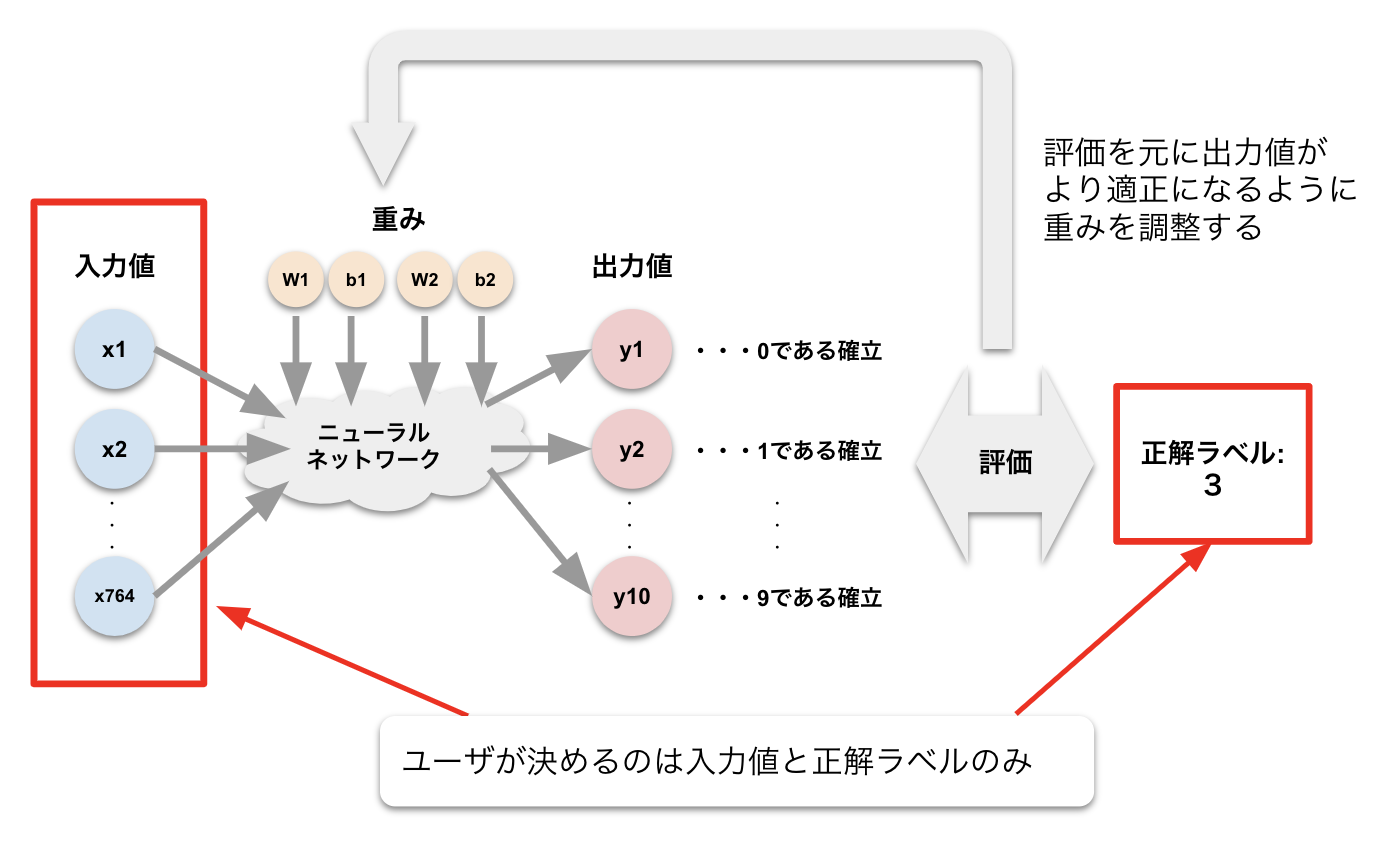 評価を元に出力値が
より適正になるように
重みを調整する
重み
入力値
W1
b1
W2
b2
出力値
x1
x2
x764
ニューラル
ネットワーク
y1
・・・0である確立
y2
・・・1である確立
y10
・・・9である確立
評価
正解ラベル:
3
ユーザが決めるのは入力値と正解ラベルのみ